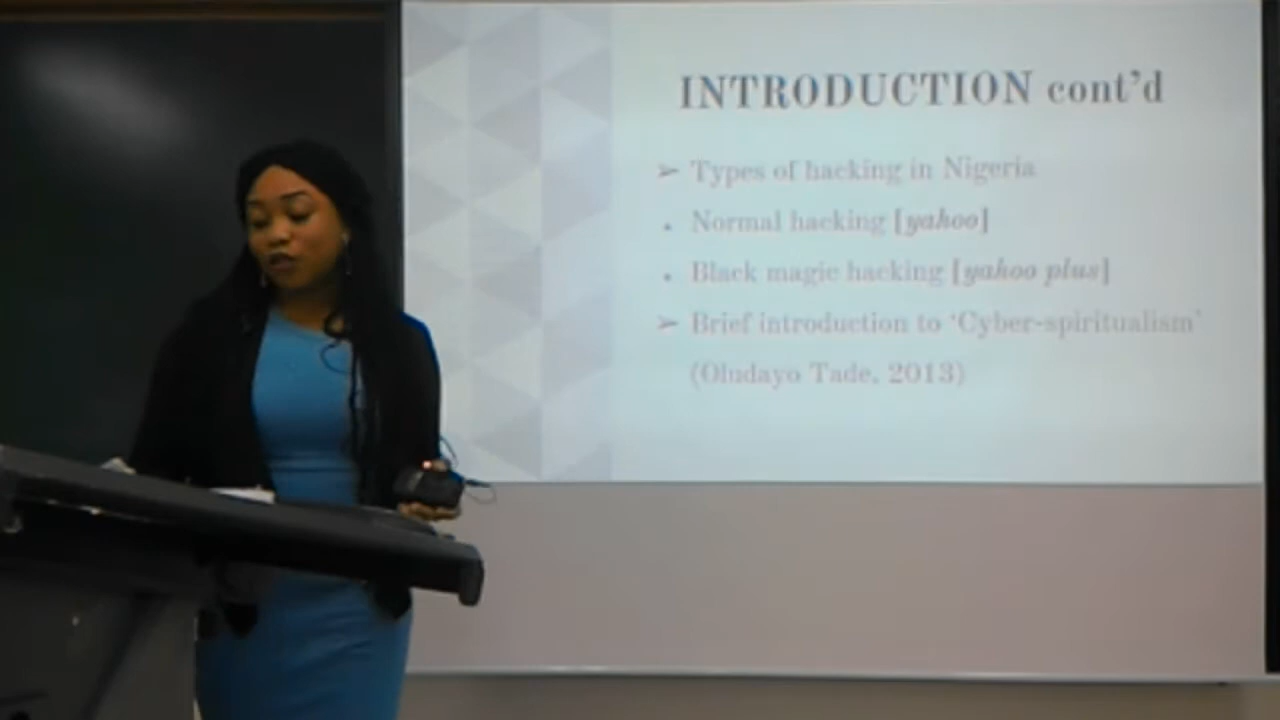 INTRODUCTION cont'd
➢ Types of hacking in Nigeria
• Normal hacking [yahoo]
• Black magic hacking [yahoo plus]
➢ Brief introduction to ‘Cyber-spiritualism’
(Oludayo Tade, 2013)